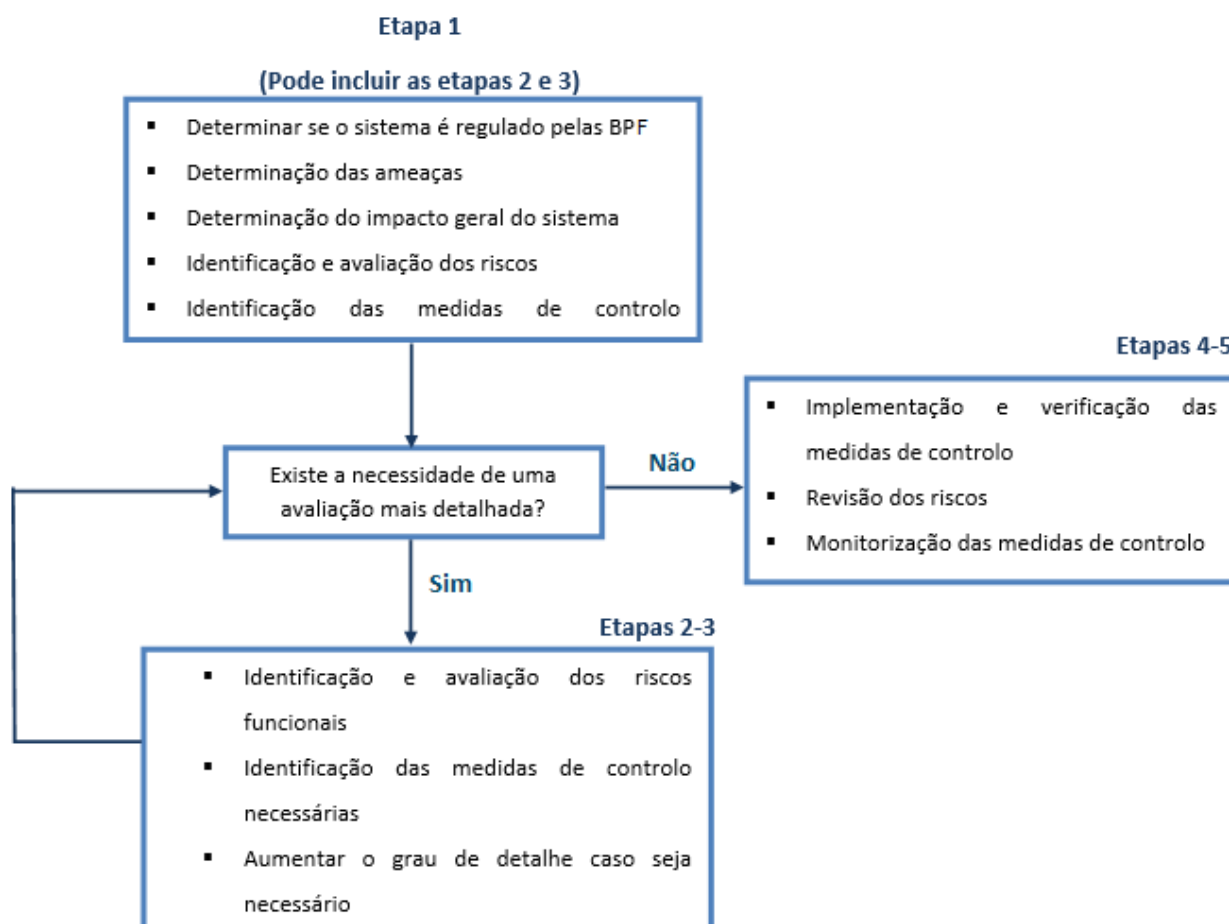 Etapa 1
(Pode incluir as etapas 2 e 3)
▪ Determinar se o sistema é regulado pelas BPF
▪ Determinação das ameaças
▪ Determinação do impacto geral do sistema
▪ Identificação e avaliação dos riscos
▪ Identificação das medidas de controlo
Existe a necessidade de uma
avaliação mais detalhada?
Não
Etapas 4-5
▪ Implementação e verificação das
medidas de controlo
▪ Revisão dos riscos
▪ Monitorização das medidas de controlo
Sim
Etapas 2-3
▪ Identificação e avaliação dos riscos
funcionais
▪ Identificação das medidas de controlo
necessárias
▪ Aumentar o grau de detalhe caso seja
necessário